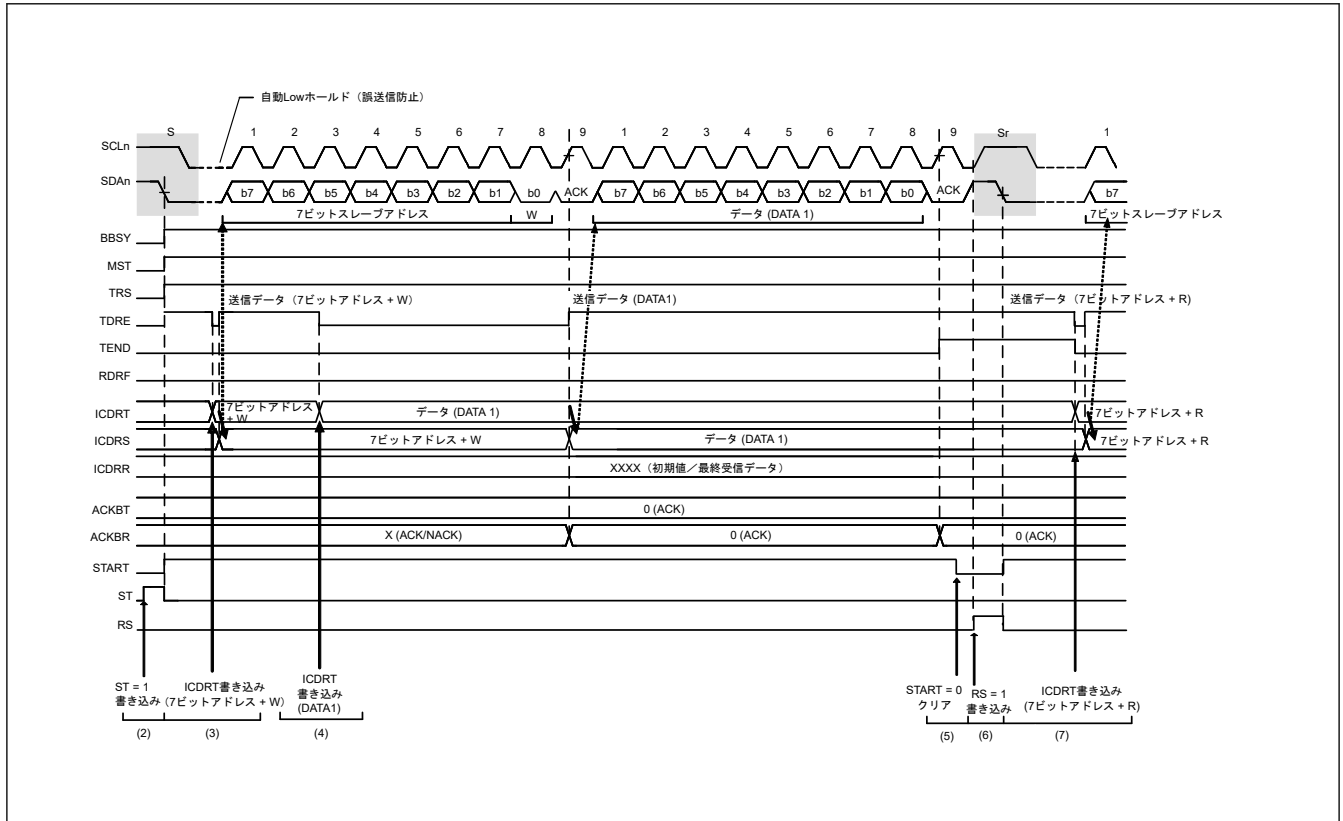 自動Lowホールド（誤送信防止）
S 1 2 3 4 5 6 7 8 9 1 2 3 4 5 6 7 8 9 Sr 1
SCLn
SDAn
b7 b6 b5 b4 b3 b2 b1 b0 ACK b7 b6 b5 b4 b3 b2 b1 b0 ACK b7
7ビットスレーブアドレス W データ (DATA 1) 7ビットスレーブアドレス
BBSY
MST
TRS
送信データ（7ビットアドレス + W） 送信データ (DATA1) 送信データ（7ビットアドレス + R）
TDRE
TEND
RDRF
ICDRT 7ビットアドレス + W データ (DATA 1) 7ビットアドレス + R
ICDRS 7ビットアドレス + W データ (DATA 1) 7ビットアドレス + R
ICDRR XXXX（初期値／最終受信データ）
ACKBT 0 (ACK)
ACKBR X (ACK/NACK) 0 (ACK) 0 (ACK)
START
ST
RS
ST = 1
書き込み
ICDRT書き込み
(7ビットアドレス + W)
ICDRT
書き込み
(DATA1)
START = 0
クリア
RS = 1
書き込み
ICDRT書き込み
(7ビットアドレス + R)
(2) (3) (4) (5) (6) (7)